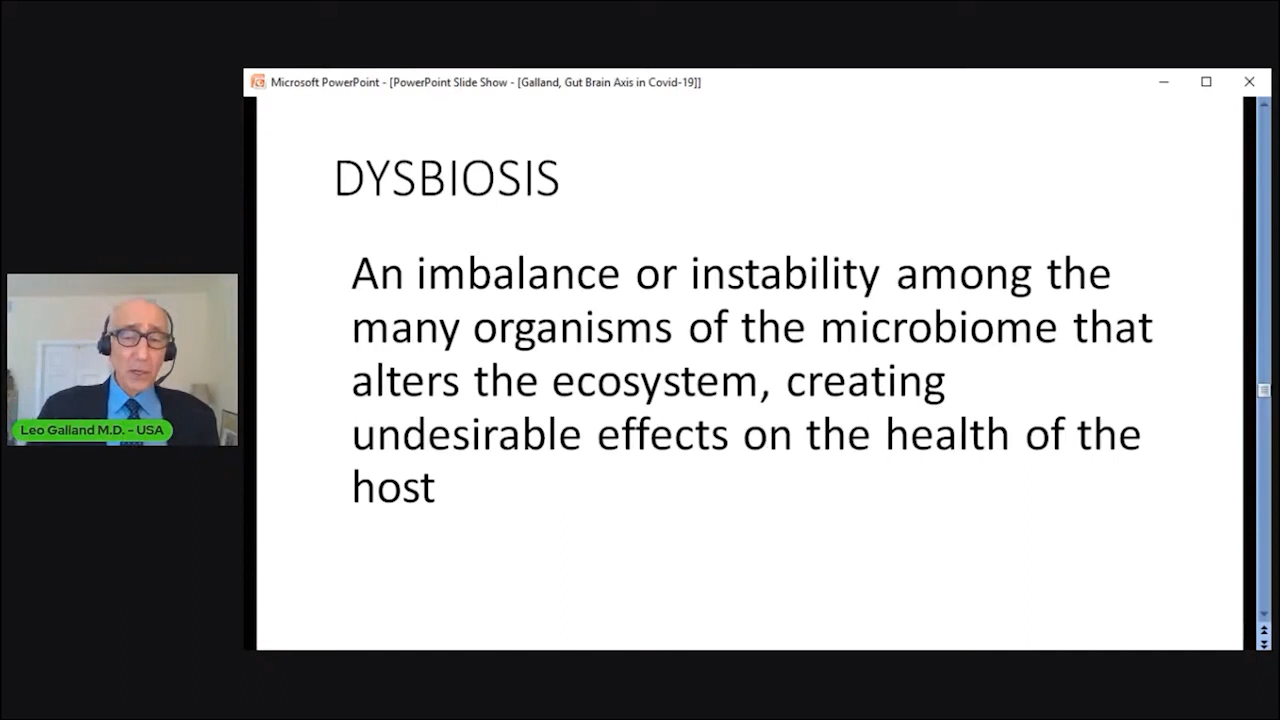 Microsoft PowerPoint - [PowerPoint Slide Show - [Galland, Gut Brain Axis in Covid-19]]
DYSBIOSIS
An imbalance or instability among the
many organisms of the microbiome that
alters the ecosystem, creating
undesirable effects on the health of the
host
Leo Galland M.D. - USA